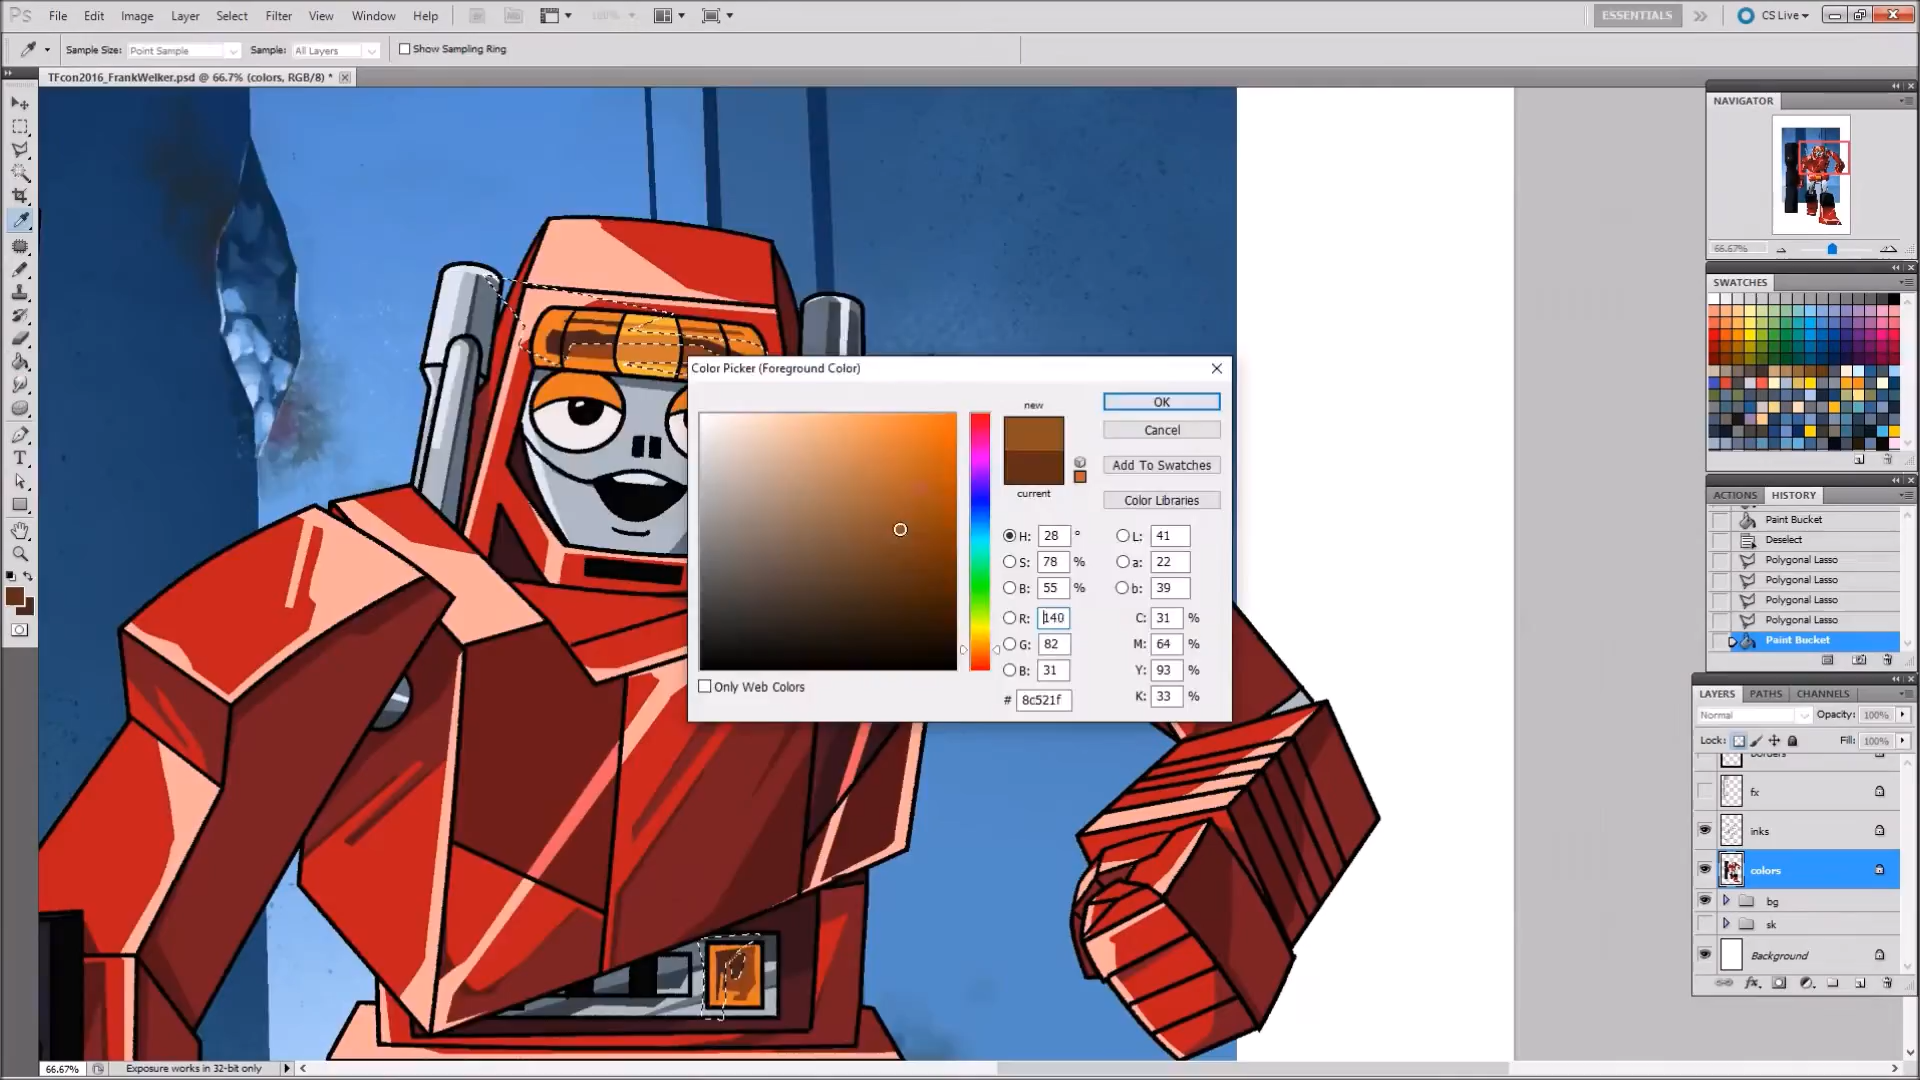 Ps File Edit Image Layer Select Filter View Window Help 100% ESSENTIALS CS Live
Sample Size: Point Sample Sample: All Layers Show Sampling Ring
TFcon2016_FrankWelker.psd @ 66.7% (colors, RGB/8) *
NAVIGATOR
66.67%
SWATCHES
ACTIONS HISTORY
Paint Bucket
Deselect
Polygonal Lasso
Polygonal Lasso
Polygonal Lasso
Polygonal Lasso
Paint Bucket
LAYERS PATHS CHANNELS
Normal Opacity: 100%
Lock: Fill: 100%
borders
fx
inks
colors
bg
sk
Background
Color Picker (Foreground Color)
new
current
OK
Cancel
Add To Swatches
Color Libraries
H: 28 ° L: 41
S: 78 % a: 22
B: 55 % b: 39
R: 140 C: 31 %
G: 82 M: 64 %
B: 31 Y: 93 %
# 8c521f K: 33 %
Only Web Colors
66.67% Exposure works in 32-bit only